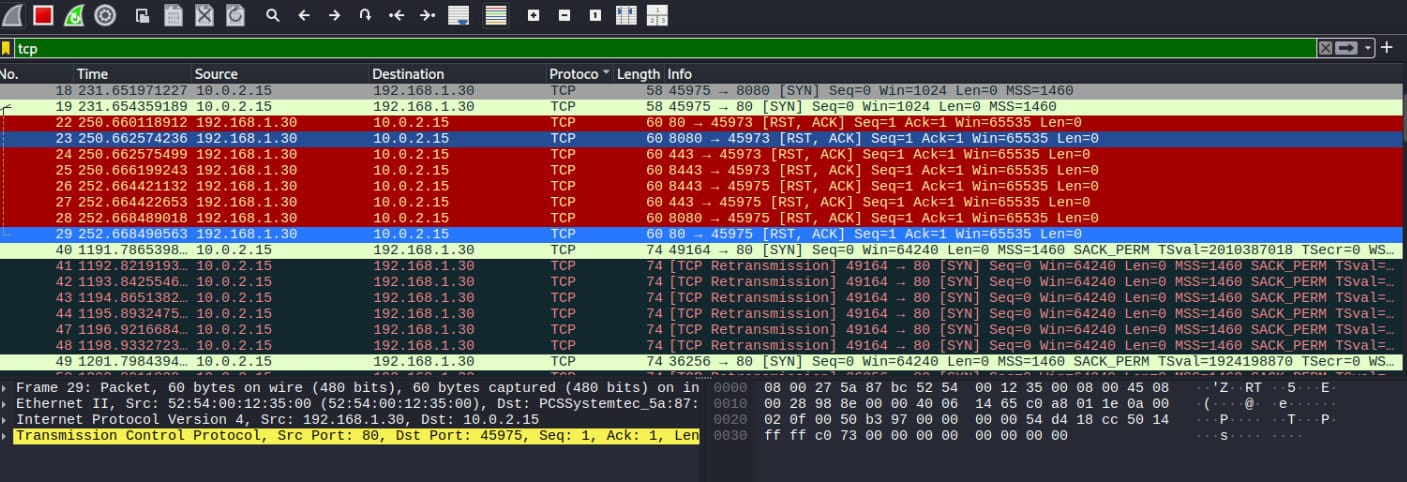 tcp
No. Time Source Destination Protoco Length Info
18 231.651971227 10.0.2.15 192.168.1.30 TCP 58 45975 → 8080 [SYN] Seq=0 Win=1024 Len=0 MSS=1460
19 231.654359189 10.0.2.15 192.168.1.30 TCP 58 45975 → 80 [SYN] Seq=0 Win=1024 Len=0 MSS=1460
22 250.660118912 192.168.1.30 10.0.2.15 TCP 60 80 → 45973 [RST, ACK] Seq=1 Ack=1 Win=65535 Len=0
23 250.662574236 192.168.1.30 10.0.2.15 TCP 60 8080 → 45973 [RST, ACK] Seq=1 Ack=1 Win=65535 Len=0
24 250.662575499 192.168.1.30 10.0.2.15 TCP 60 443 → 45973 [RST, ACK] Seq=1 Ack=1 Win=65535 Len=0
25 250.666199243 192.168.1.30 10.0.2.15 TCP 60 8443 → 45973 [RST, ACK] Seq=1 Ack=1 Win=65535 Len=0
26 252.664421132 192.168.1.30 10.0.2.15 TCP 60 8443 → 45975 [RST, ACK] Seq=1 Ack=1 Win=65535 Len=0
27 252.664422653 192.168.1.30 10.0.2.15 TCP 60 443 → 45975 [RST, ACK] Seq=1 Ack=1 Win=65535 Len=0
28 252.668489018 192.168.1.30 10.0.2.15 TCP 60 8080 → 45975 [RST, ACK] Seq=1 Ack=1 Win=65535 Len=0
29 252.668490563 192.168.1.30 10.0.2.15 TCP 60 80 → 45975 [RST, ACK] Seq=1 Ack=1 Win=65535 Len=0
40 1191.7865398… 10.0.2.15 192.168.1.30 TCP 74 49164 → 80 [SYN] Seq=0 Win=64240 Len=0 MSS=1460 SACK_PERM TSval=2010387018 TSecr=0 WS…
41 1192.8219193… 10.0.2.15 192.168.1.30 TCP 74 [TCP Retransmission] 49164 → 80 [SYN] Seq=0 Win=64240 Len=0 MSS=1460 SACK_PERM TSval=…
42 1193.8425546… 10.0.2.15 192.168.1.30 TCP 74 [TCP Retransmission] 49164 → 80 [SYN] Seq=0 Win=64240 Len=0 MSS=1460 SACK_PERM TSval=…
43 1194.8651382… 10.0.2.15 192.168.1.30 TCP 74 [TCP Retransmission] 49164 → 80 [SYN] Seq=0 Win=64240 Len=0 MSS=1460 SACK_PERM TSval=…
44 1195.8932475… 10.0.2.15 192.168.1.30 TCP 74 [TCP Retransmission] 49164 → 80 [SYN] Seq=0 Win=64240 Len=0 MSS=1460 SACK_PERM TSval=…
47 1196.9216684… 10.0.2.15 192.168.1.30 TCP 74 [TCP Retransmission] 49164 → 80 [SYN] Seq=0 Win=64240 Len=0 MSS=1460 SACK_PERM TSval=…
48 1198.9332723… 10.0.2.15 192.168.1.30 TCP 74 [TCP Retransmission] 49164 → 80 [SYN] Seq=0 Win=64240 Len=0 MSS=1460 SACK_PERM TSval=…
49 1201.7984394… 10.0.2.15 192.168.1.30 TCP 74 36256 → 80 [SYN] Seq=0 Win=64240 Len=0 MSS=1460 SACK_PERM TSval=1924198870 TSecr=0 WS…
Frame 29: Packet, 60 bytes on wire (480 bits), 60 bytes captured (480 bits) on in
Ethernet II, Src: 52:54:00:12:35:00 (52:54:00:12:35:00), Dst: PCSSystemtec_5a:87:
Internet Protocol Version 4, Src: 192.168.1.30, Dst: 10.0.2.15
Transmission Control Protocol, Src Port: 80, Dst Port: 45975, Seq: 1, Ack: 1, Len
0000 08 00 27 5a 87 bc 52 54 00 12 35 00 08 00 45 08 ··'Z··RT ··5···E·
0010 00 28 98 8e 00 00 40 06 14 65 c0 a8 01 1e 0a 00 ·(····@· ·e······
0020 02 0f 00 50 b3 97 00 00 00 00 54 d4 18 cc 50 14 ···P···· ··T···P·
0030 ff ff c0 73 00 00 00 00 00 00 00 00 ···s···· ····